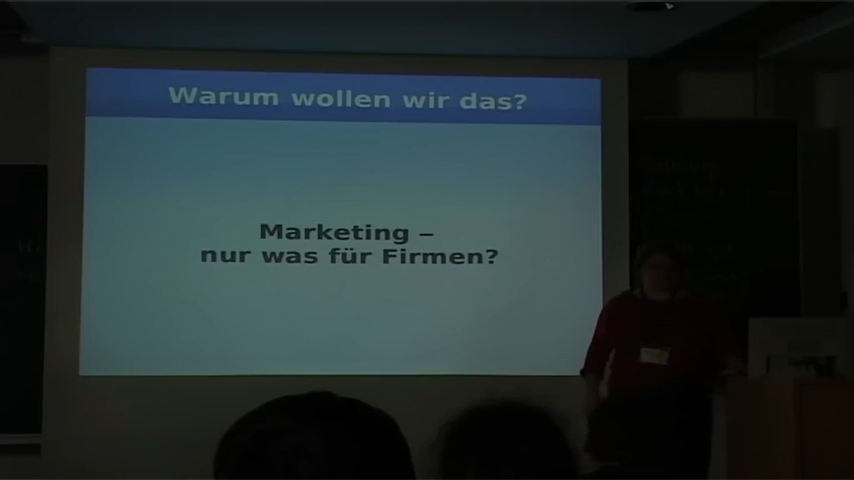 Warum wollen wir das?
Marketing –
nur was für Firmen?